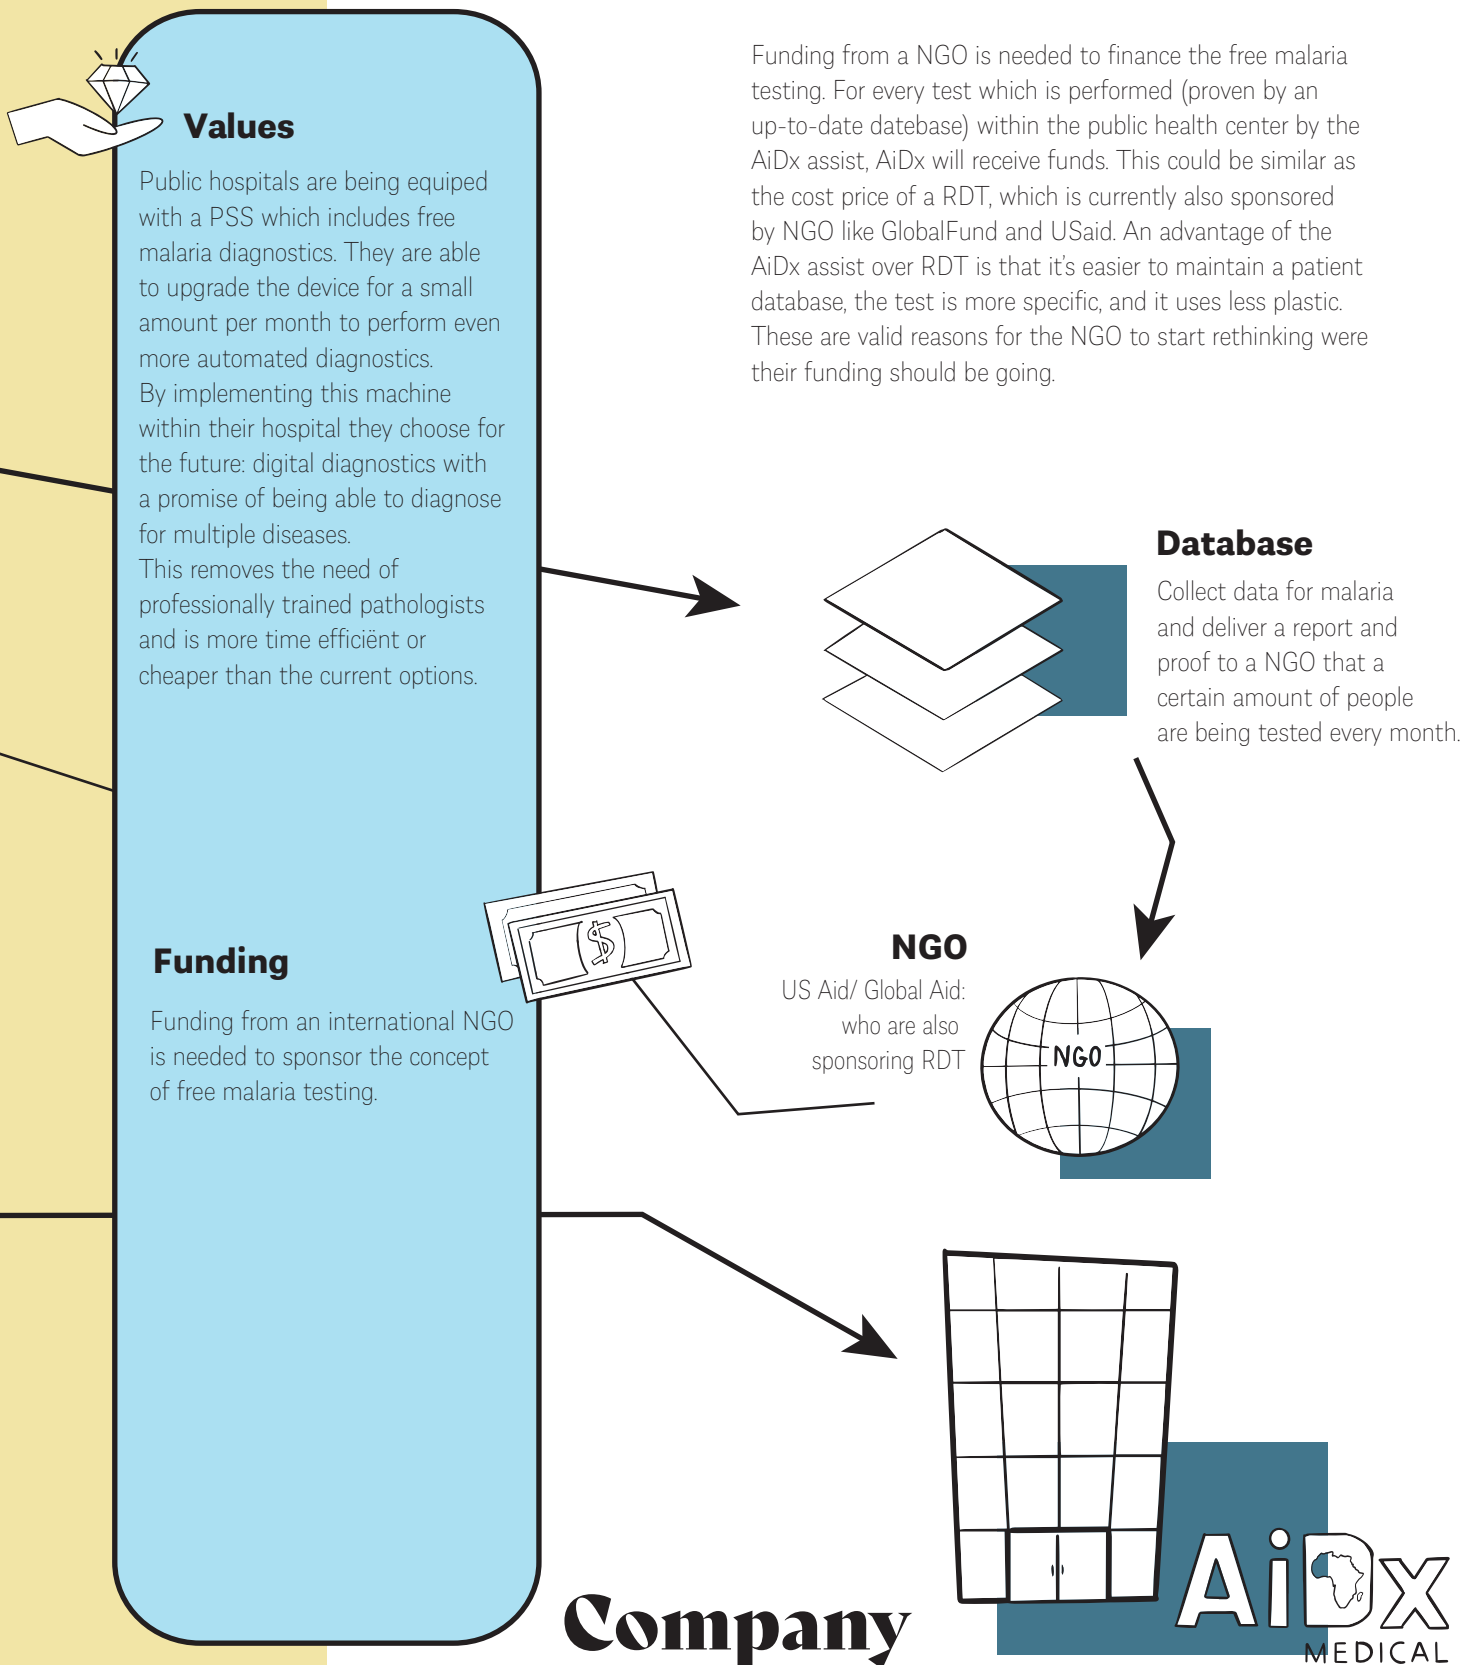 Values
Public hospitals are being equiped
with a PSS which includes free
malaria diagnostics. They are able
to upgrade the device for a small
amount per month to perform even
more automated diagnostics.
By implementing this machine
within their hospital they choose for
the future: digital diagnostics with
a promise of being able to diagnose
for multiple diseases.
This removes the need of
professionally trained pathologists
and is more time efficiënt or
cheaper than the current options.
Funding
Funding from an international NGO
is needed to sponsor the concept
of free malaria testing.
Funding from a NGO is needed to finance the free malaria
testing. For every test which is performed (proven by an
up-to-date datebase) within the public health center by the
AiDx assist, AiDx will receive funds. This could be similar as
the cost price of a RDT, which is currently also sponsored
by NGO like GlobalFund and USaid. An advantage of the
AiDx assist over RDT is that it's easier to maintain a patient
database, the test is more specific, and it uses less plastic.
These are valid reasons for the NGO to start rethinking were
their funding should be going.
Database
Collect data for malaria
and deliver a report and
proof to a NGO that a
certain amount of people
are being tested every month.
$
NGO
US Aid/ Global Aid:
who are also
sponsoring RDT
NGO
Company
AiDx
MEDICAL